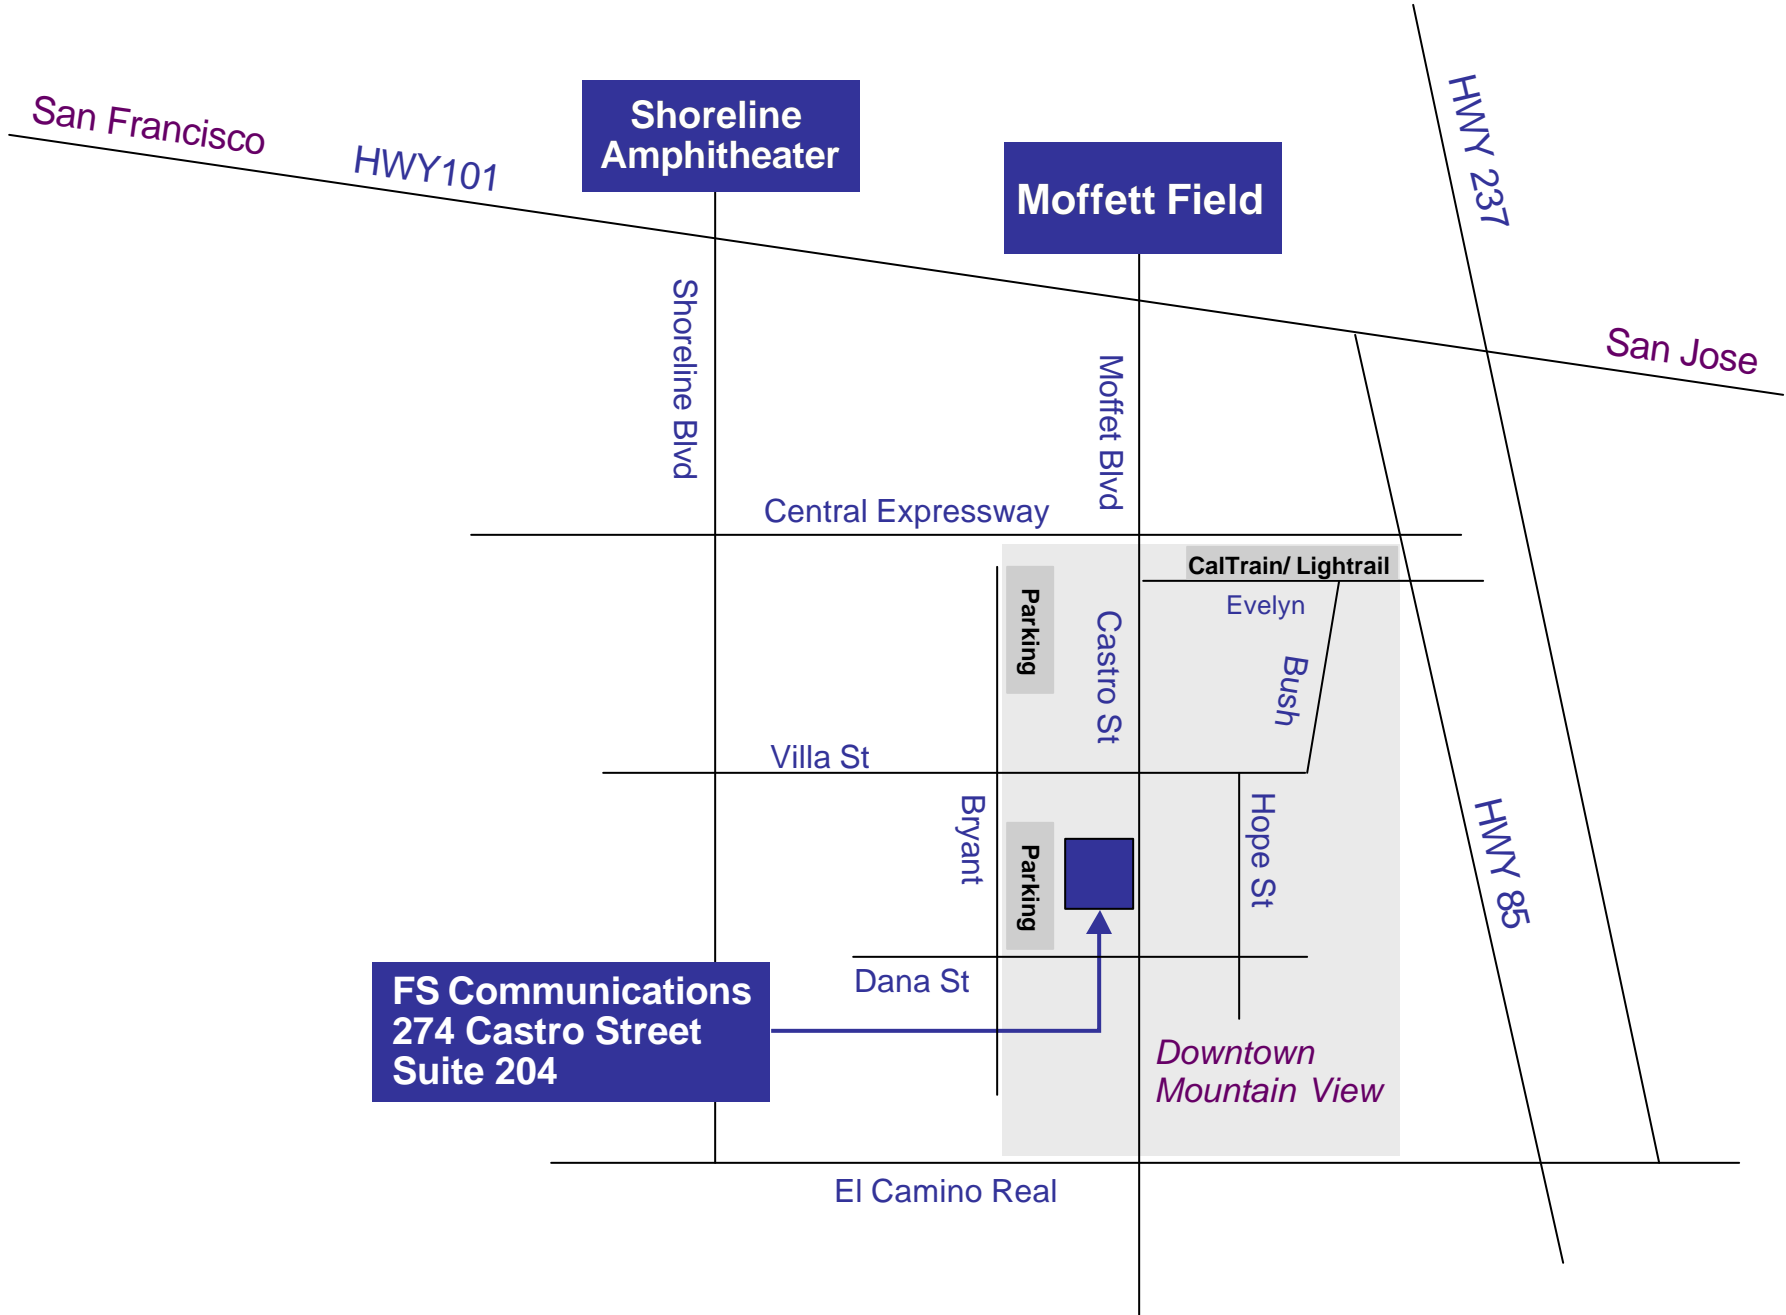 San Francisco
HWY101
Shoreline
Amphitheater
Moffett Field
HWY 237
San Jose
Shoreline Blvd
Moffet Blvd
Central Expressway
CalTrain/ Lightrail
Evelyn
Parking
Castro St
Bush
Villa St
Bryant
Parking
Hope St
HWY 85
Dana St
FS Communications
274 Castro Street
Suite 204
Downtown
Mountain View
El Camino Real